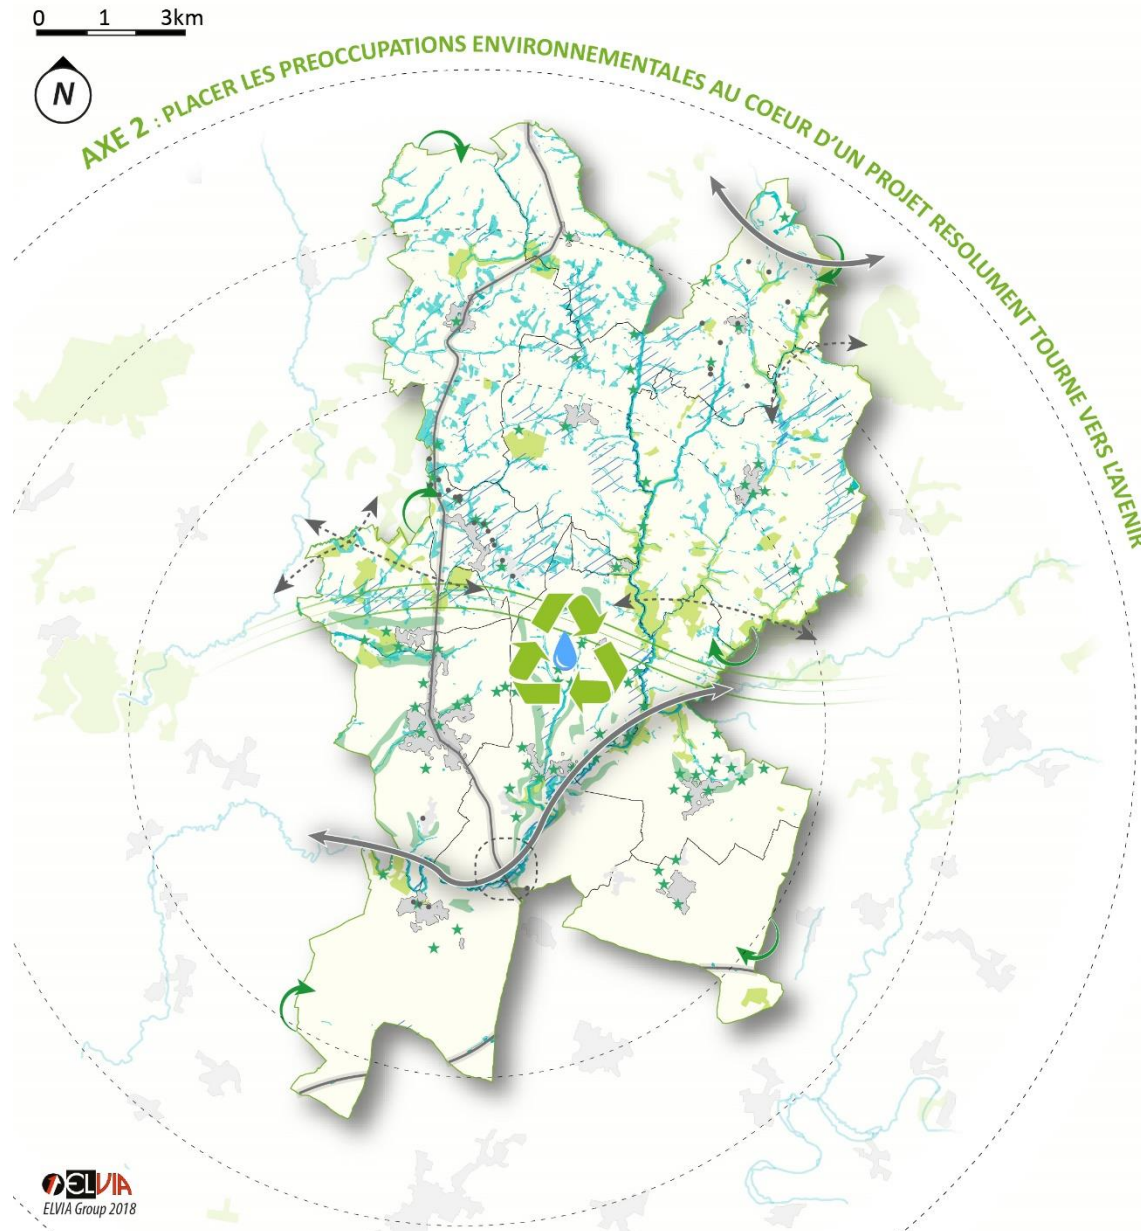 0 1 3km
N
AXE 2 : PLACER LES PREOCCUPATIONS ENVIRONNEMENTALES AU COEUR D'UN PROJET RESOLUMENT TOURNE VERS L'AVENIR
ELVIA
ELVIA Group 2018